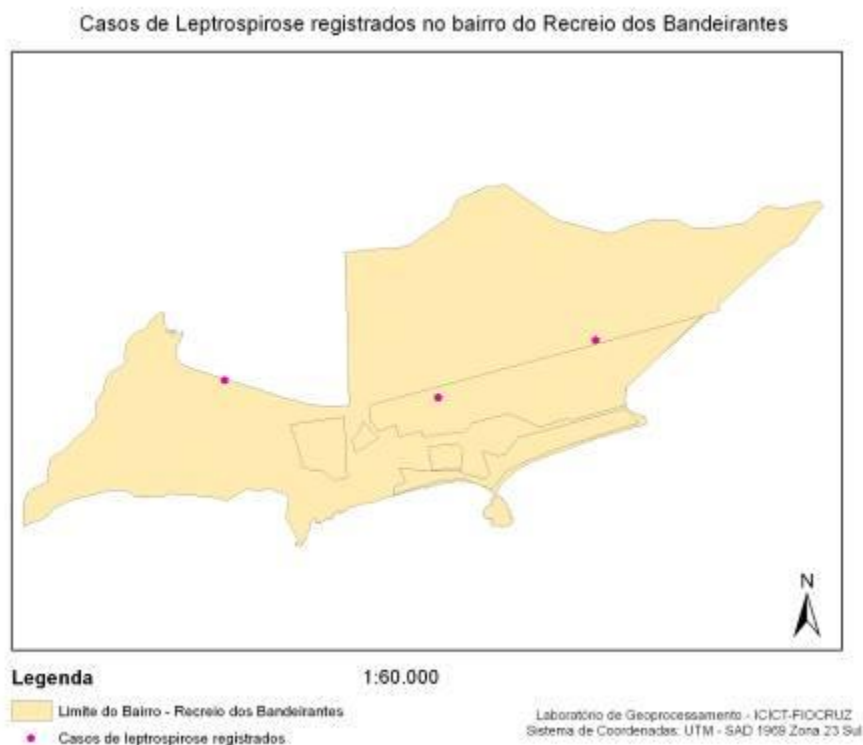 Casos de Leptrospirose registrados no bairro do Recreio dos Bandeirantes
N
Legenda
1:60.000
Limite do Bairro - Recreio dos Bandeirantes
Casos de leptrospirose registrados
Laboratório de Geoprocessamento - ICICT-FIOCRUZ
Sistema de Coordenadas: UTM - SAD 1969 Zona 23 Sul